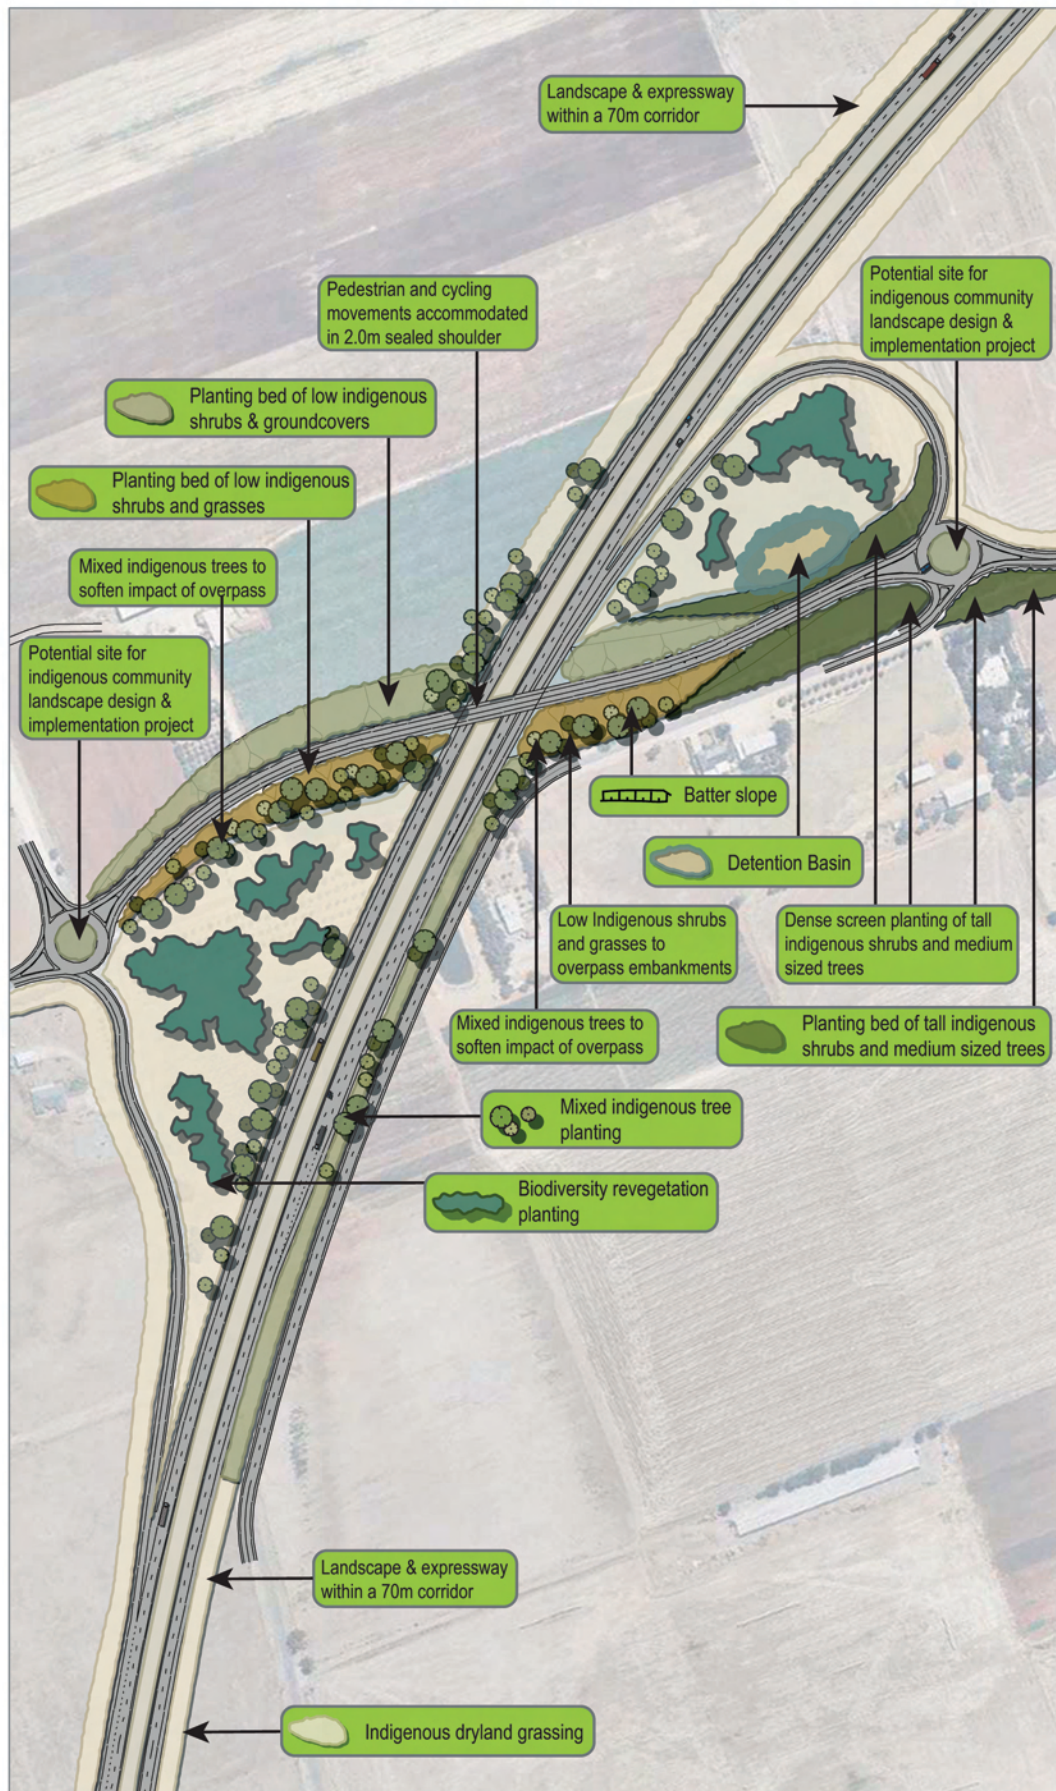 Landscape & expressway
within a 70m corridor
Potential site for
indigenous community
landscape design &
implementation project
Pedestrian and cycling
movements accommodated
in 2.0m sealed shoulder
Planting bed of low indigenous
shrubs & groundcovers
Planting bed of low indigenous
shrubs and grasses
Mixed indigenous trees to
soften impact of overpass
Potential site for
indigenous community
landscape design &
implementation project
Batter slope
Detention Basin
Low Indigenous shrubs
and grasses to
overpass embankments
Dense screen planting of tall
indigenous shrubs and medium
sized trees
Mixed indigenous trees to
soften impact of overpass
Planting bed of tall indigenous
shrubs and medium sized trees
Mixed indigenous tree
planting
Biodiversity revegetation
planting
Landscape & expressway
within a 70m corridor
Indigenous dryland grassing